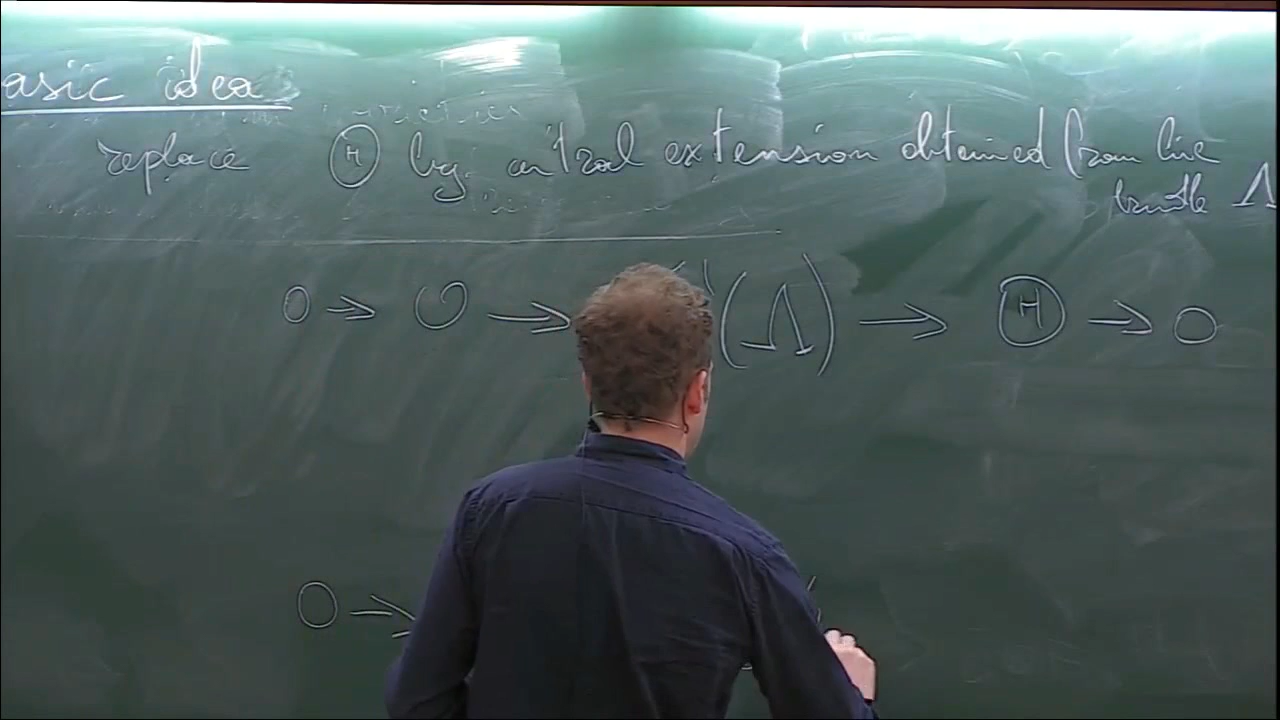 asic idea
replace Ⓗ by central extension obtained from line
bundle Λ
0 → O → (Λ) → Ⓗ → 0
0 →